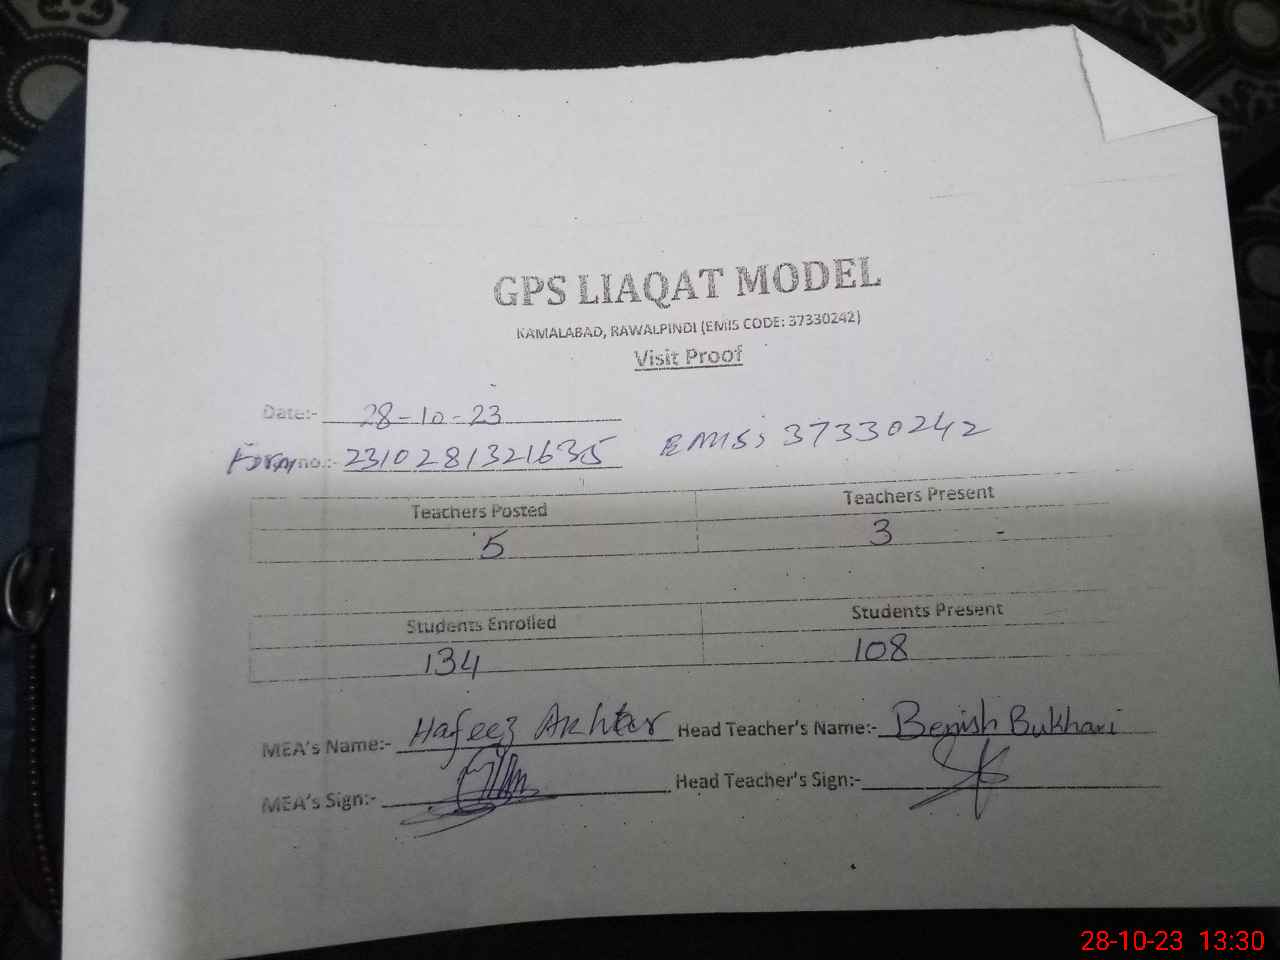 GPS LIAQAT MODEL
KAMALABAD, RAWALPINDI (EMIS CODE: 37330242)
Visit Proof
Date:- 28-10-23
Form no.:- 2310281321635 EMIS: 37330242
Teachers Posted Teachers Present
5 3
Students Enrolled Students Present
134 108
MEA's Name:- Hafeez Akhtar Head Teacher's Name:- Benish Bukhari
MEA's Sign:- Head Teacher's Sign:-
28-10-23 13:30